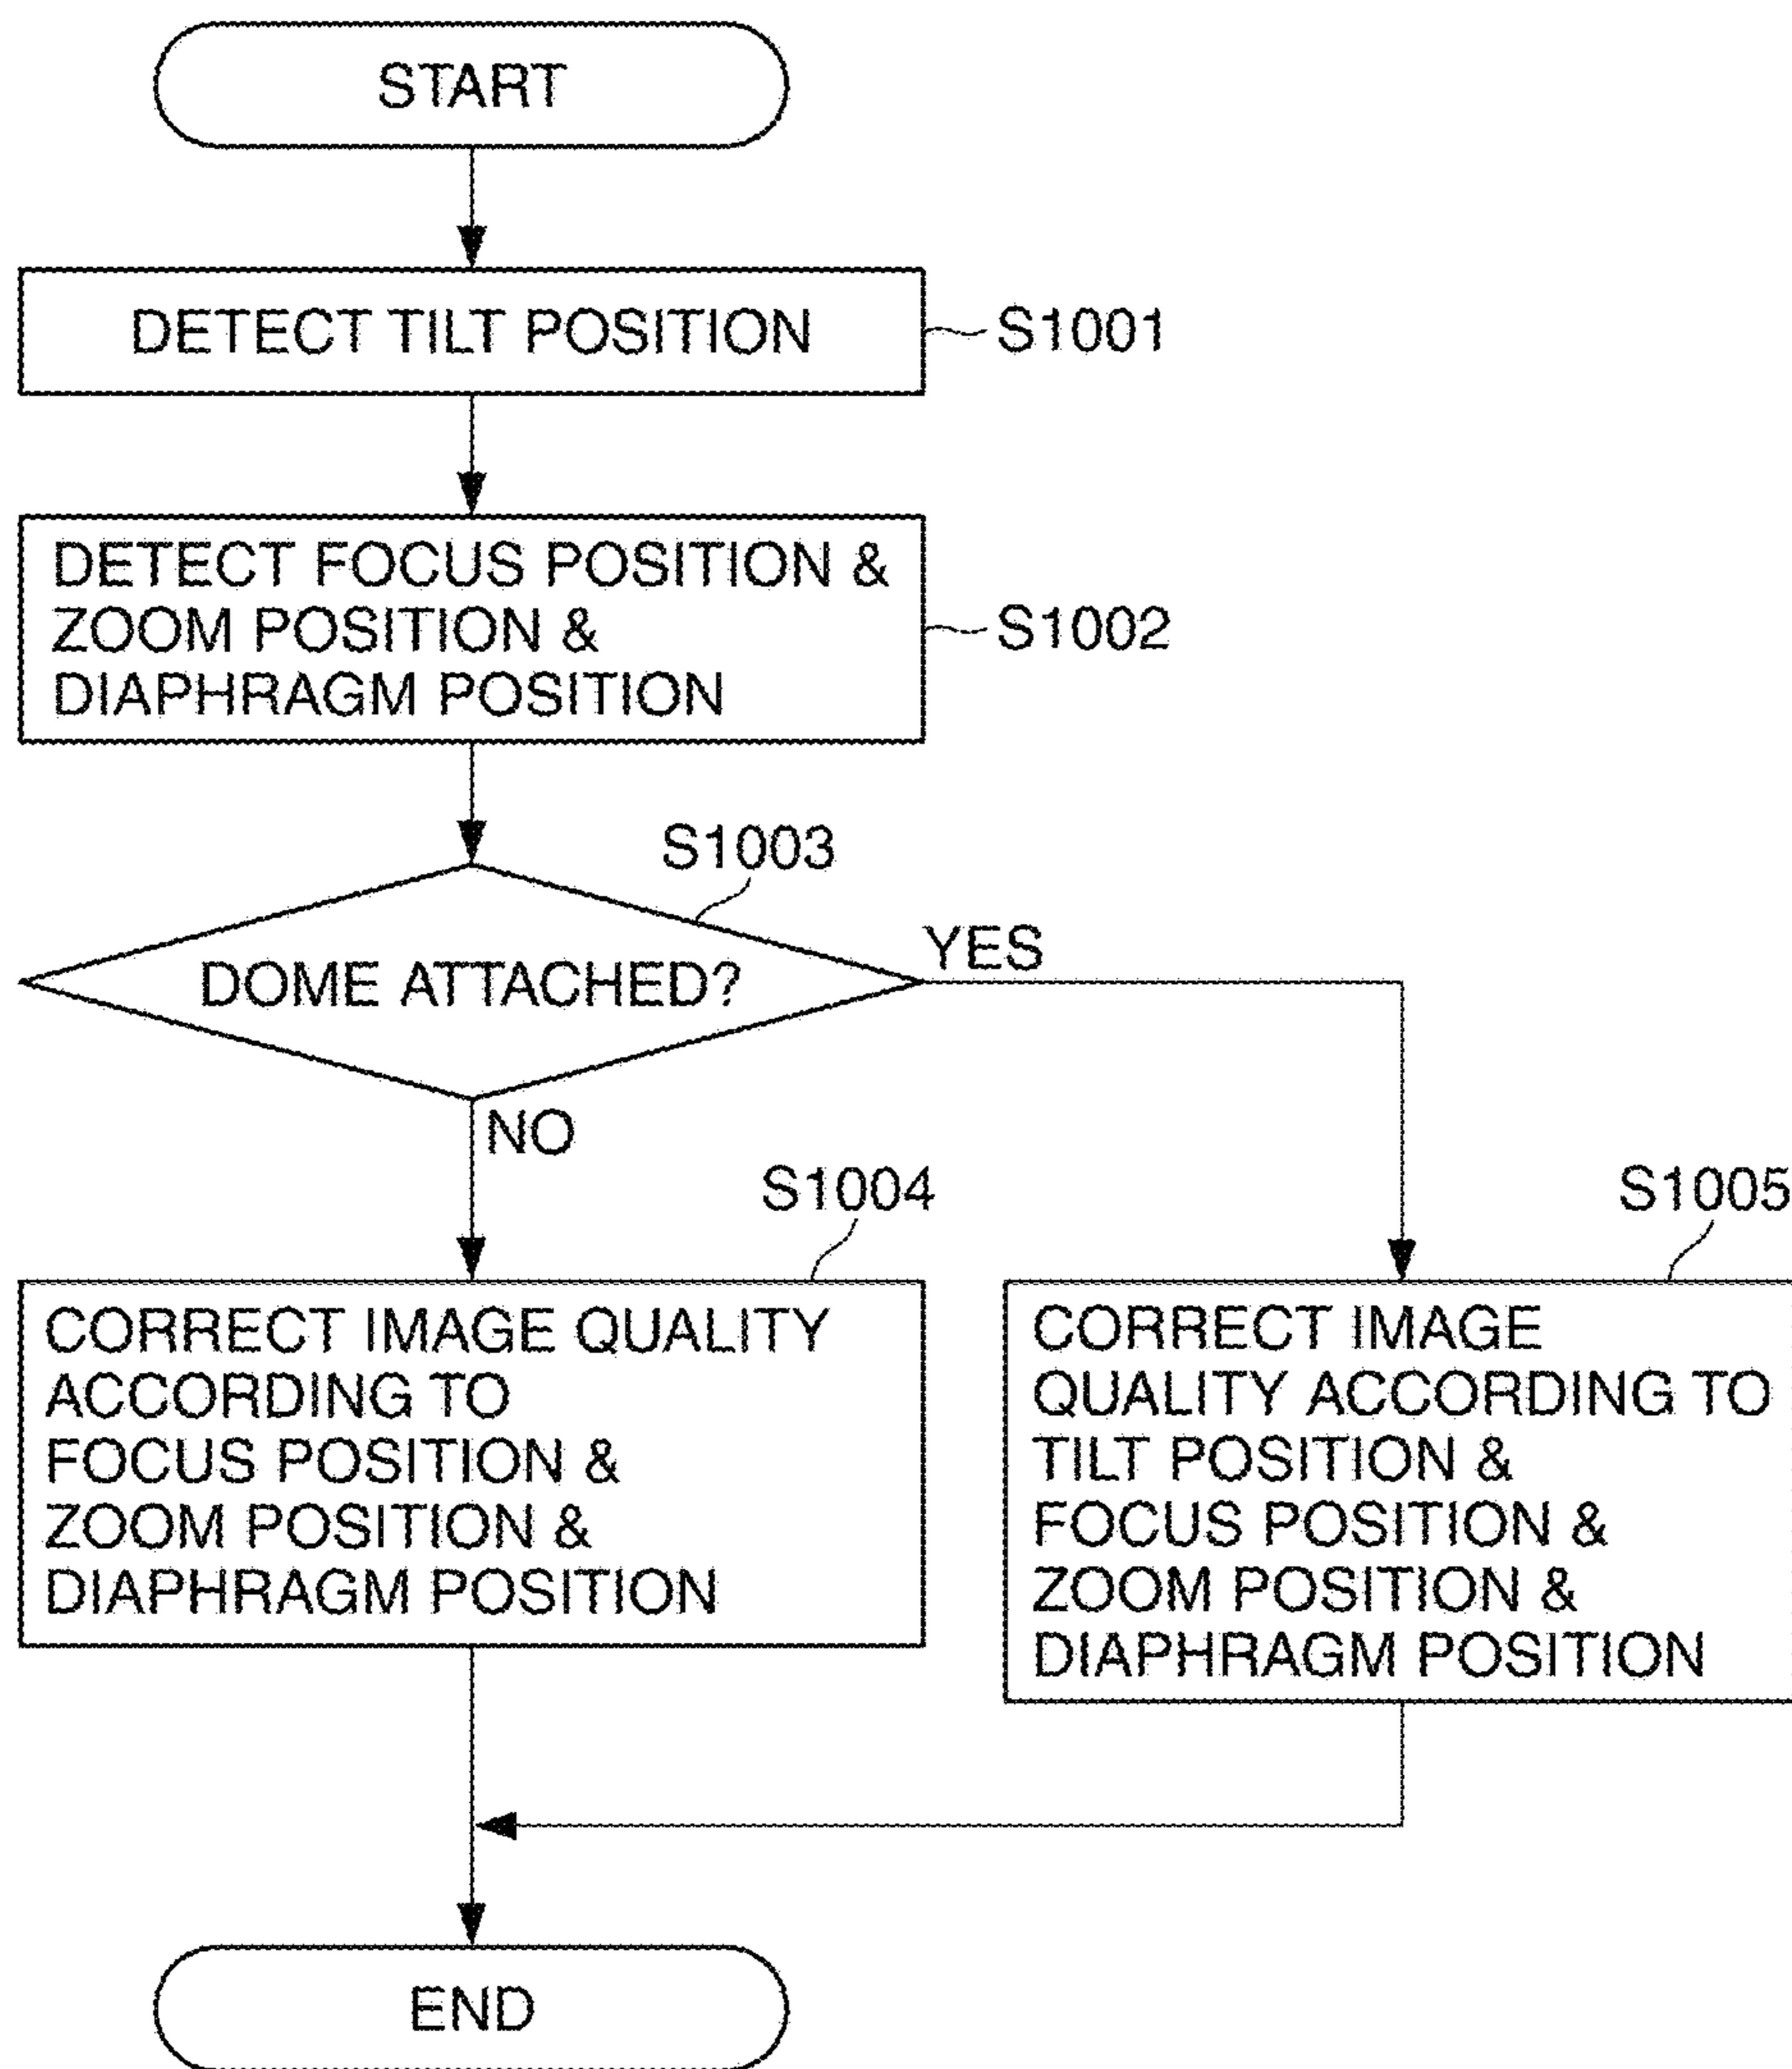 START
DETECT TILT POSITION
S1001
DETECT FOCUS POSITION &
ZOOM POSITION &
DIAPHRAGM POSITION
S1002
S1003
DOME ATTACHED?
YES
NO
S1004
CORRECT IMAGE QUALITY
ACCORDING TO
FOCUS POSITION &
ZOOM POSITION &
DIAPHRAGM POSITION
S1005
CORRECT IMAGE
QUALITY ACCORDING TO
TILT POSITION &
FOCUS POSITION &
ZOOM POSITION &
DIAPHRAGM POSITION
END